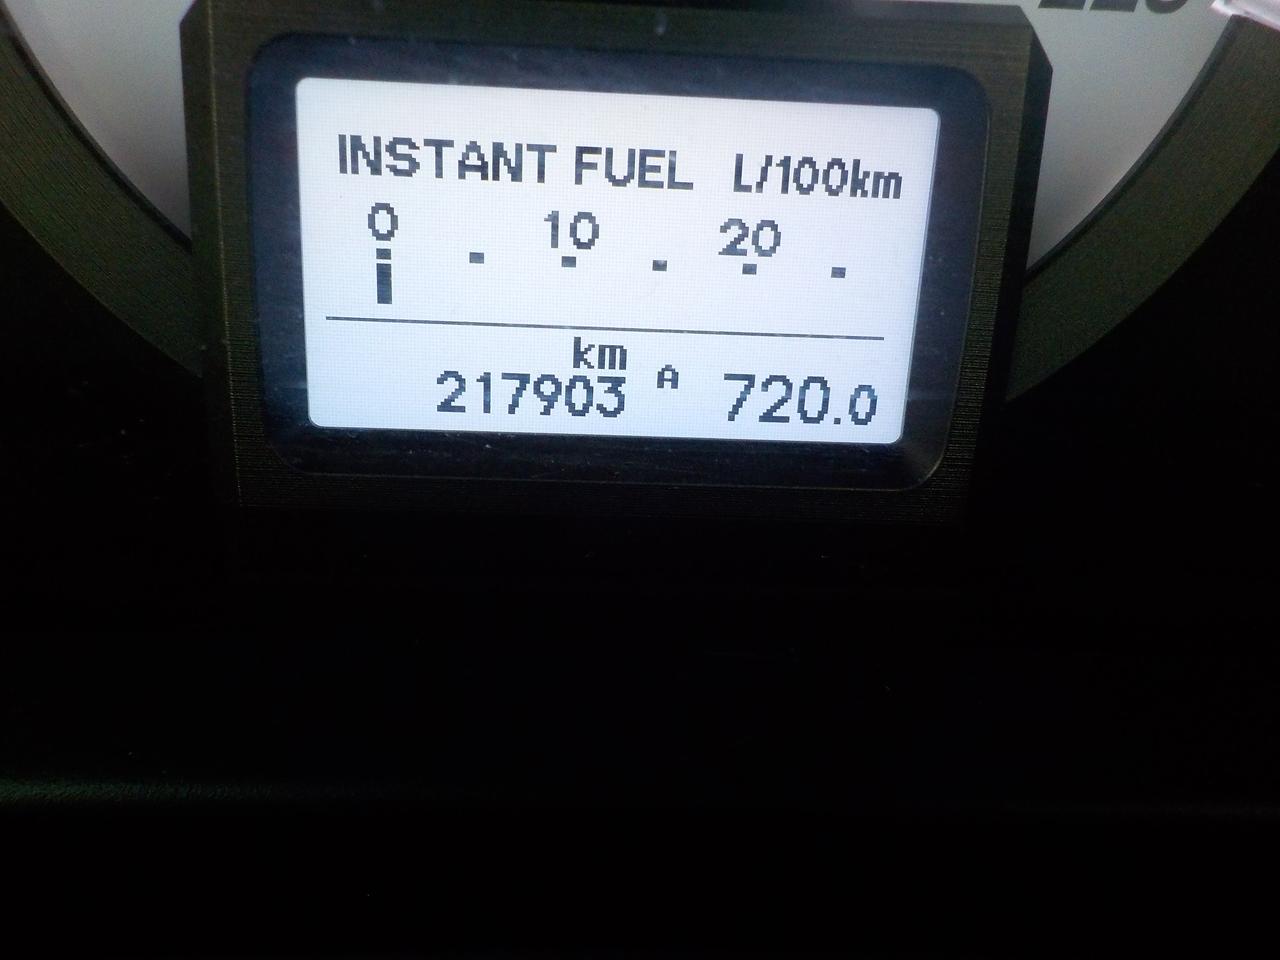 INSTANT FUEL L/100km
0 10 20
km
217903 A 720.0